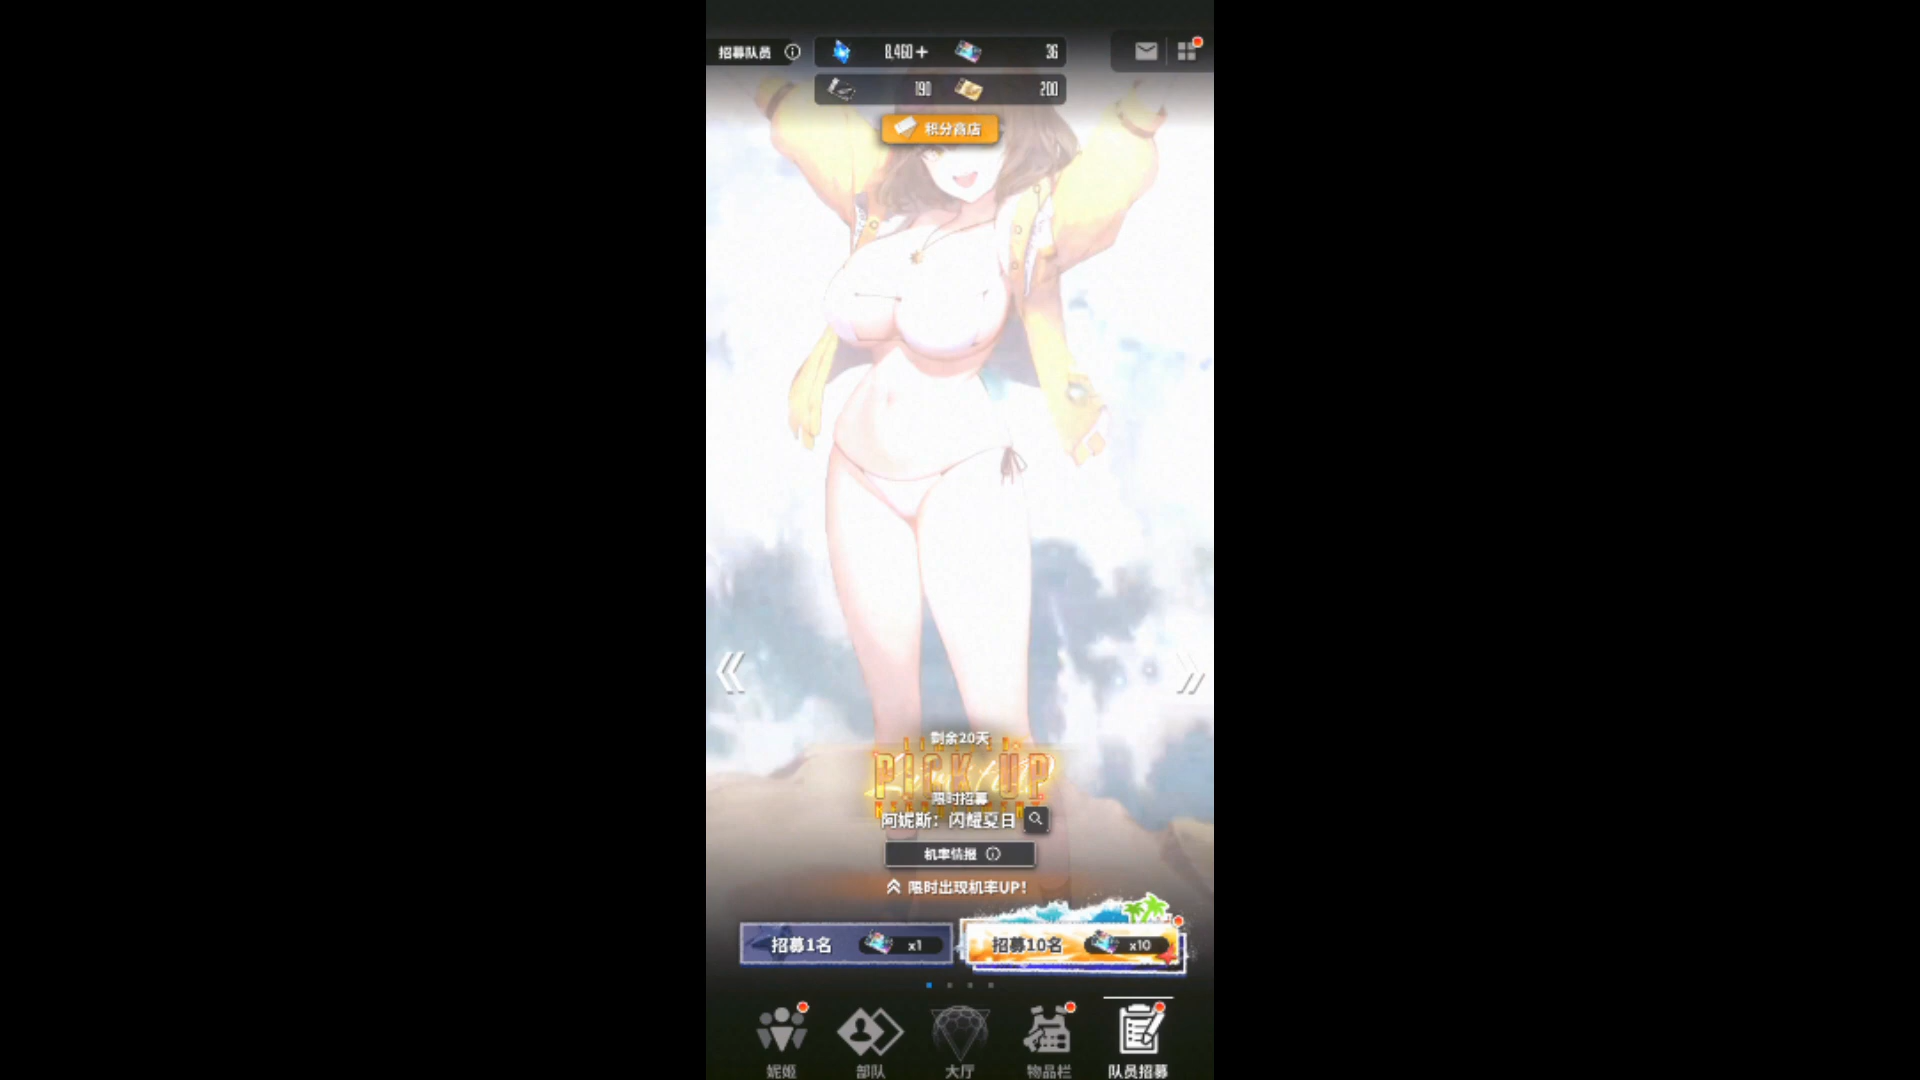 招募队员
8,460
36
190
200
积分商店
剩余20天
PICK UP
限时招募
阿妮斯：闪耀夏日
机率情报
限时出现机率UP!
招募1名 x1
招募10名 x10
妮姬
部队
大厅
物品栏
队员招募